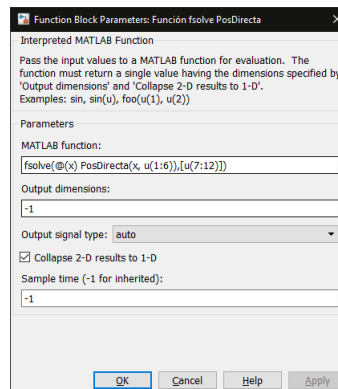 Function Block Parameters: Función fsolve PosDirecta
Interpreted MATLAB Function
Pass the input values to a MATLAB function for evaluation. The
function must return a single value having the dimensions specified by
'Output dimensions' and 'Collapse 2-D results to 1-D'.
Examples: sin, sin(u), foo(u(1), u(2))
Parameters
MATLAB function:
fsolve(@(x) PosDirecta(x, u(1:6)),[u(7:12)])
Output dimensions:
-1
Output signal type: auto
Collapse 2-D results to 1-D
Sample time (-1 for inherited):
-1
OK Cancel Help Apply